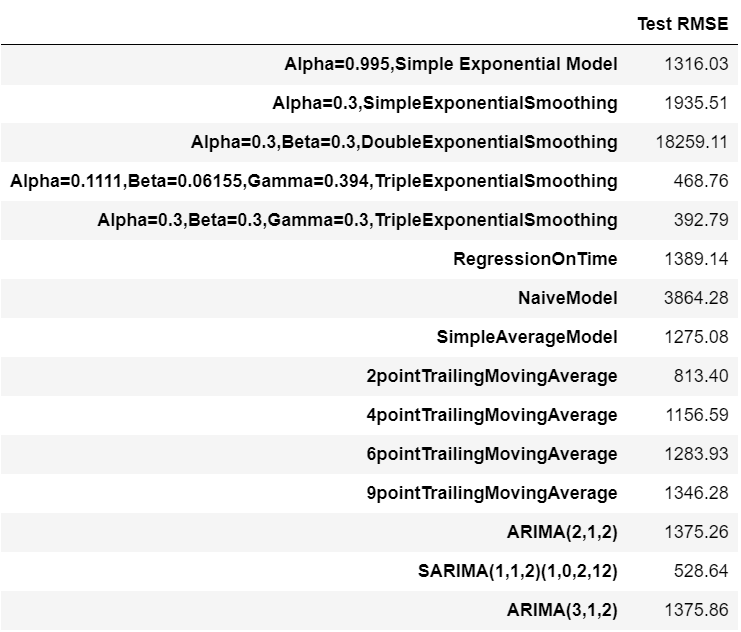 Test RMSE
Alpha=0.995,Simple Exponential Model 1316.03
Alpha=0.3,SimpleExponentialSmoothing 1935.51
Alpha=0.3,Beta=0.3,DoubleExponentialSmoothing 18259.11
Alpha=0.1111,Beta=0.06155,Gamma=0.394,TripleExponentialSmoothing 468.76
Alpha=0.3,Beta=0.3,Gamma=0.3,TripleExponentialSmoothing 392.79
RegressionOnTime 1389.14
NaiveModel 3864.28
SimpleAverageModel 1275.08
2pointTrailingMovingAverage 813.40
4pointTrailingMovingAverage 1156.59
6pointTrailingMovingAverage 1283.93
9pointTrailingMovingAverage 1346.28
ARIMA(2,1,2) 1375.26
SARIMA(1,1,2)(1,0,2,12) 528.64
ARIMA(3,1,2) 1375.86